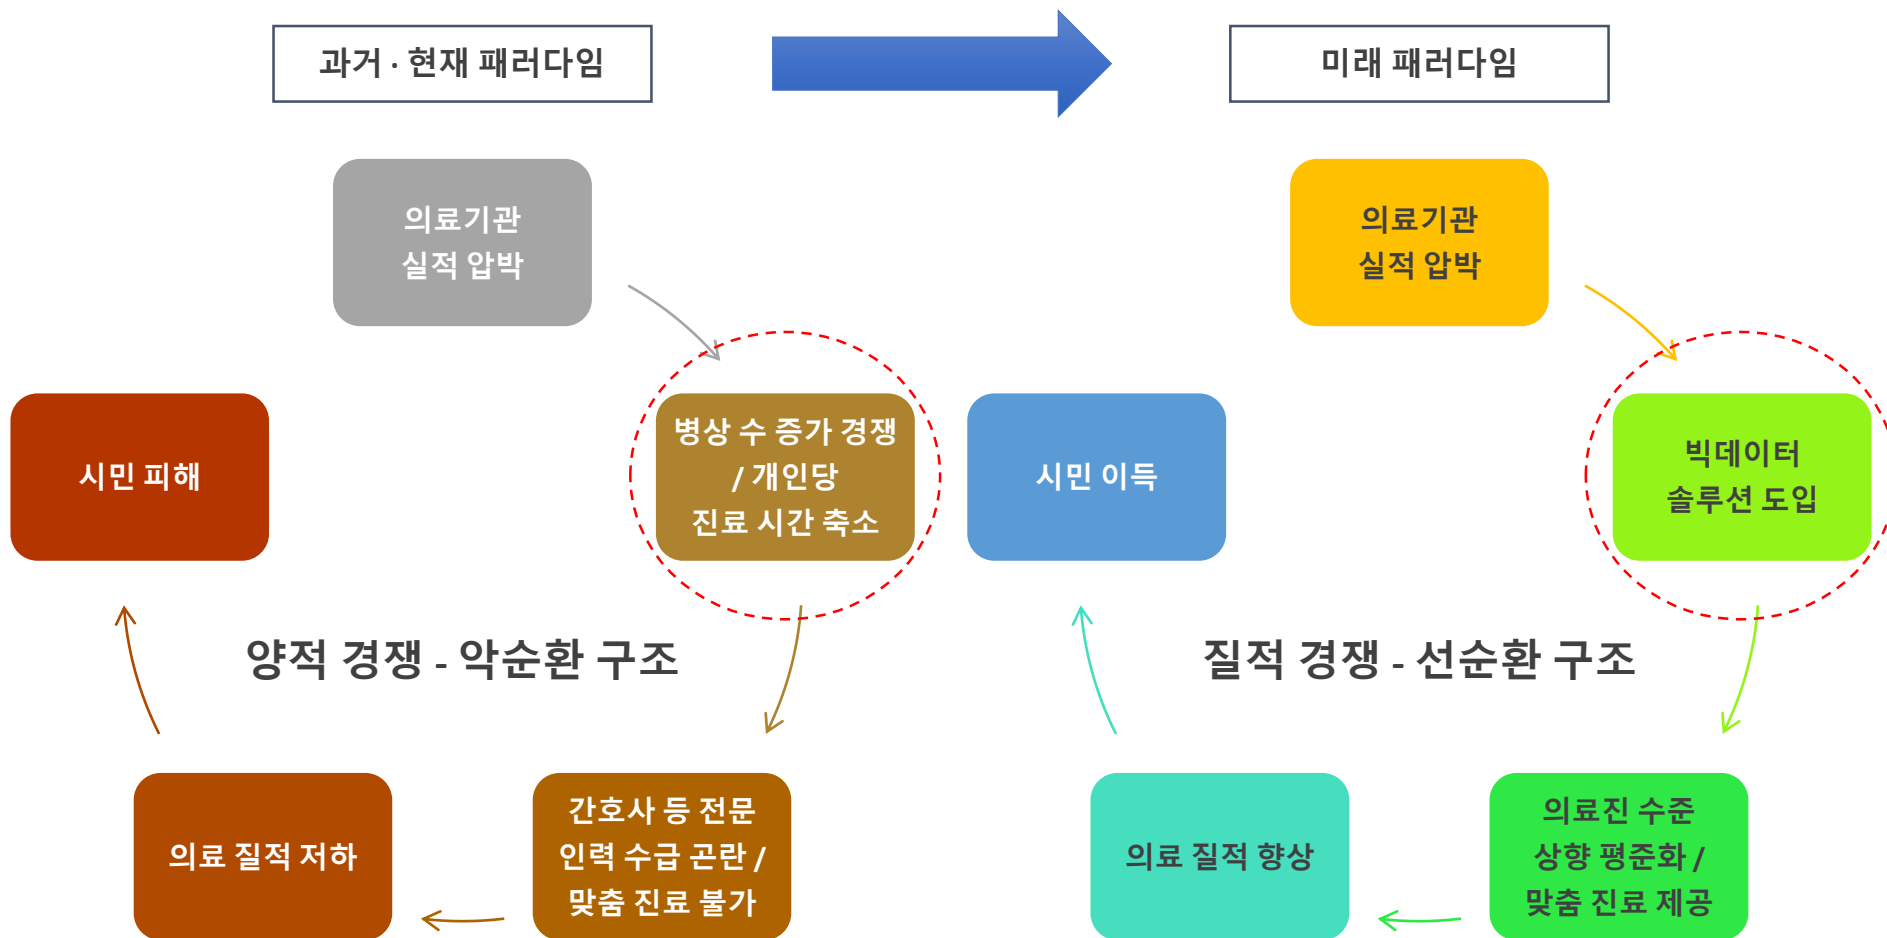 과거 · 현재 패러다임
미래 패러다임
의료기관
실적 압박
병상 수 증가 경쟁
/ 개인당
진료 시간 축소
시민 피해
양적 경쟁 - 악순환 구조
의료 질적 저하
간호사 등 전문
인력 수급 곤란 /
맞춤 진료 불가
의료기관
실적 압박
시민 이득
빅데이터
솔루션 도입
질적 경쟁 - 선순환 구조
의료 질적 향상
의료진 수준
상향 평준화 /
맞춤 진료 제공